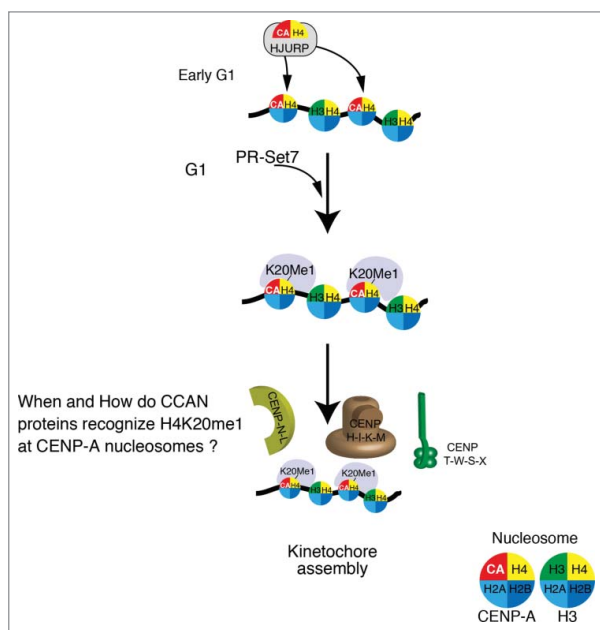 CA H4
HJURP
Early G1
CA H4 H3 H4 CA H4 H3 H4
PR-Set7
G1
K20Me1 K20Me1
CA H4 H3 H4 CA H4 H3 H4
When and How do CCAN
proteins recognize H4K20me1
at CENP-A nucleosomes ?
CENP-N-L
CENP
H-I-K-M
CENP
T-W-S-X
K20Me1 K20Me1
CA H4 H3 H4 CA H4 H3 H4
Kinetochore
assembly
Nucleosome
CA H4 H3 H4
H2A H2B H2A H2B
CENP-A H3